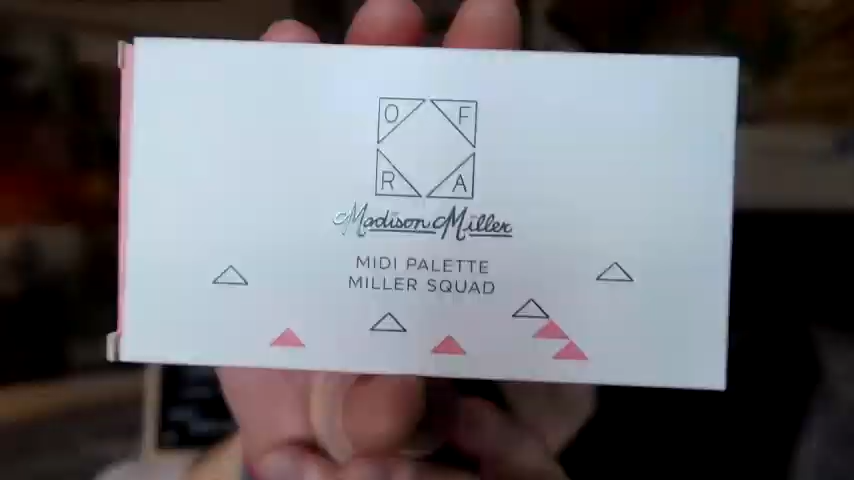 O F
R A
Madison Miller
MIDI PALETTE
MILLER SQUAD